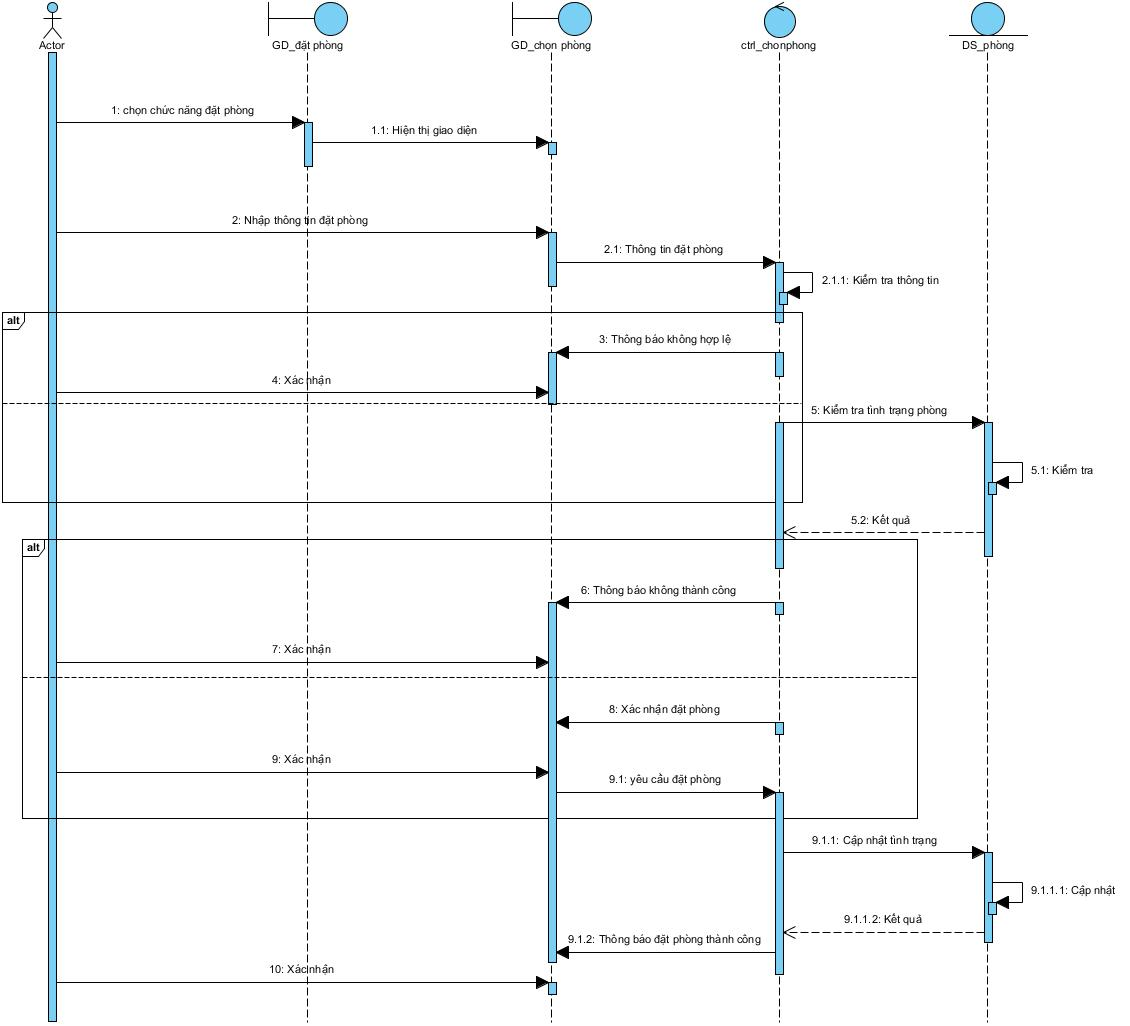 Actor
GD_đặt phòng
GD_chọn phòng
ctrl_chonphong
DS_phòng
1: chọn chức năng đặt phòng
1.1: Hiện thị giao diện
2: Nhập thông tin đặt phòng
2.1: Thông tin đặt phòng
2.1.1: Kiểm tra thông tin
alt
3: Thông báo không hợp lệ
4: Xác nhận
5: Kiểm tra tình trạng phòng
5.1: Kiểm tra
5.2: Kết quả
alt
6: Thông báo không thành công
7: Xác nhận
8: Xác nhận đặt phòng
9: Xác nhận
9.1: yêu cầu đặt phòng
9.1.1: Cập nhật tình trạng
9.1.1.1: Cập nhật
9.1.1.2: Kết quả
9.1.2: Thông báo đặt phòng thành công
10: Xác nhận